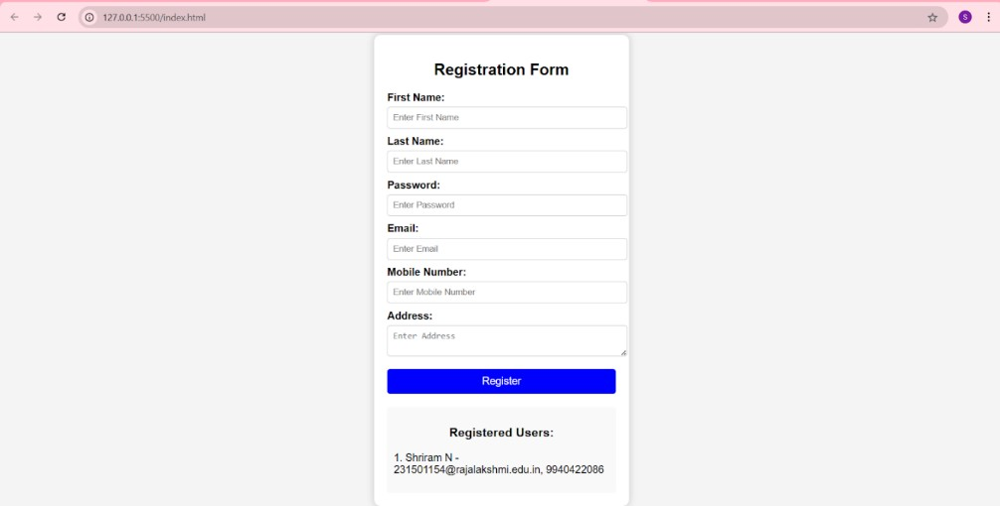 127.0.0.1:5500/index.html
S
Registration Form
First Name:
Enter First Name
Last Name:
Enter Last Name
Password:
Enter Password
Email:
Enter Email
Mobile Number:
Enter Mobile Number
Address:
Enter Address
Register
Registered Users:
1. Shriram N -
231501154@rajalakshmi.edu.in, 9940422086